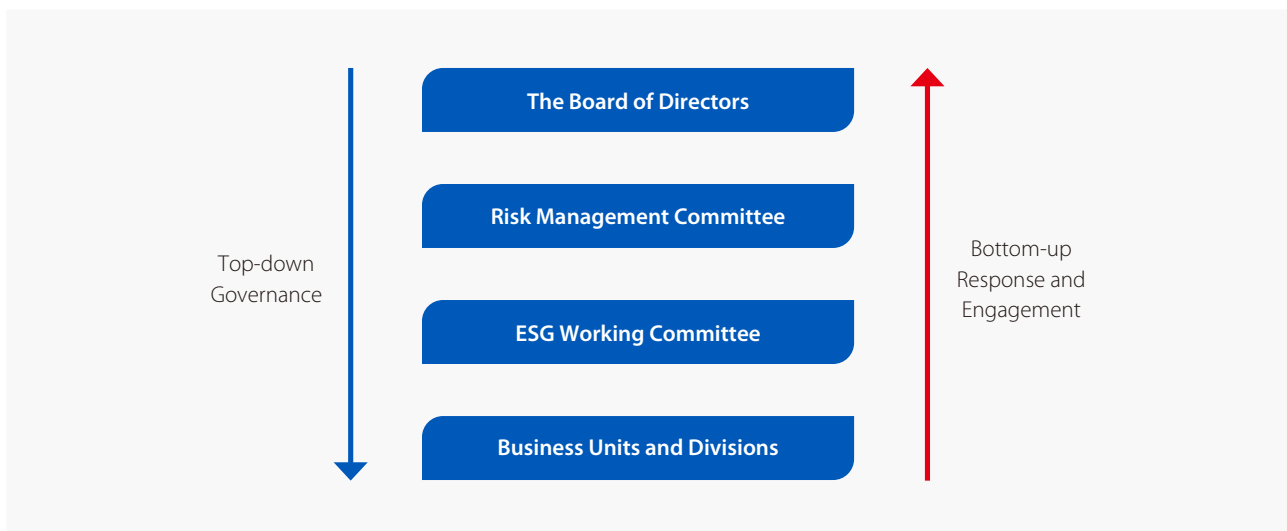 The Board of Directors
Risk Management Committee
Top-down
Governance
Bottom-up
Response and
Engagement
ESG Working Committee
Business Units and Divisions